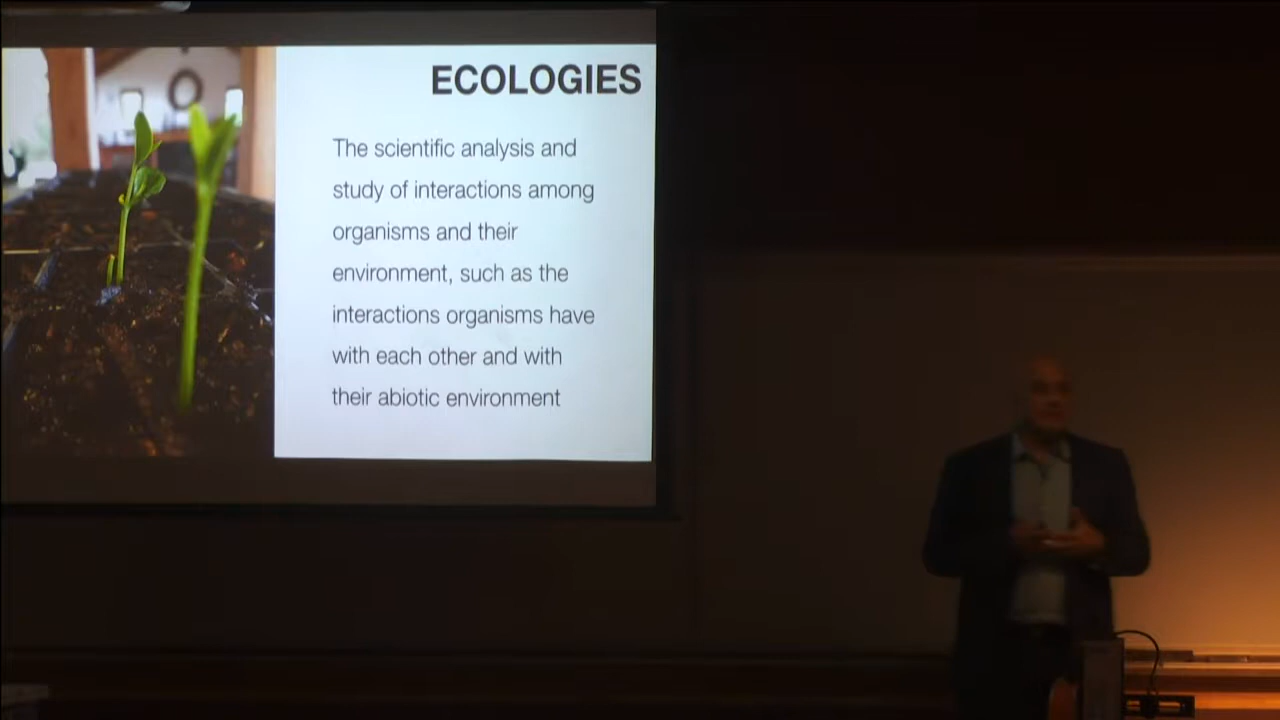 ECOLOGIES
The scientific analysis and
study of interactions among
organisms and their
environment, such as the
interactions organisms have
with each other and with
their abiotic environment